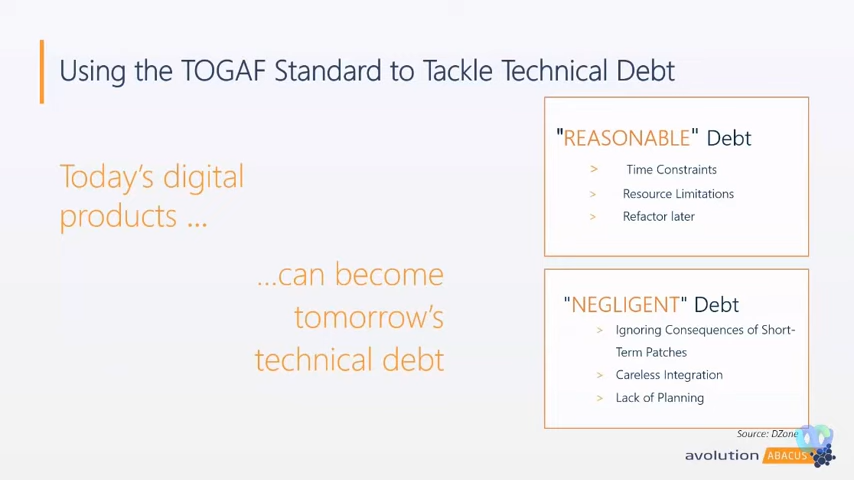 Using the TOGAF Standard to Tackle Technical Debt
Today's digital
products ...
...can become
tomorrow's
technical debt
"REASONABLE" Debt
> Time Constraints
> Resource Limitations
> Refactor later
"NEGLIGENT" Debt
> Ignoring Consequences of Short-
Term Patches
> Careless Integration
> Lack of Planning
Source: DZone
avolution ABACUS